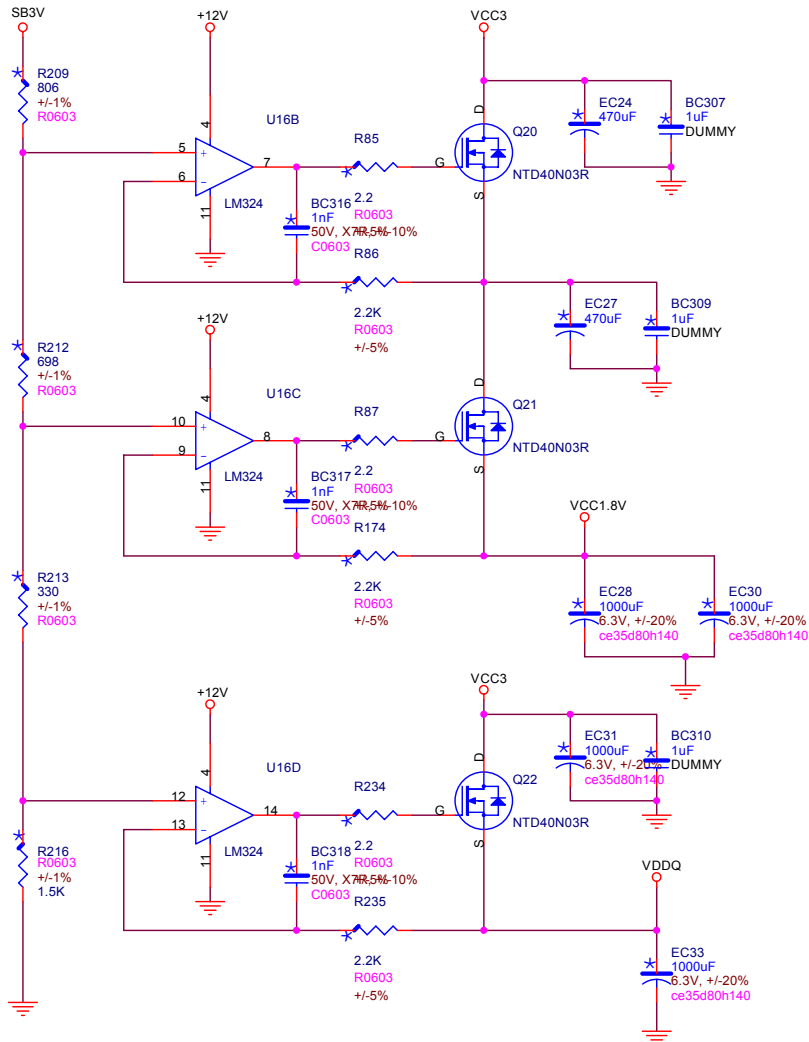 SB3V
+12V
VCC3
R209
806
+/-1%
R0603
U16B
4
5
+
6
−
7
11
LM324
R85
2.2
R0603
+/-5%
BC316
1nF
50V, X7R, +/-10%
C0603
R86
2.2K
R0603
+/-5%
D
G
S
Q20
NTD40N03R
EC24
470uF
BC307
1uF
DUMMY
EC27
470uF
BC309
1uF
DUMMY
R212
698
+/-1%
R0603
+12V
U16C
4
10
+
9
−
8
11
LM324
R87
2.2
R0603
+/-5%
BC317
1nF
50V, X7R, +/-10%
C0603
R174
2.2K
R0603
+/-5%
D
G
S
Q21
NTD40N03R
VCC1.8V
EC28
1000uF
6.3V, +/-20%
ce35d80h140
EC30
1000uF
6.3V, +/-20%
ce35d80h140
R213
330
+/-1%
R0603
+12V
VCC3
U16D
4
12
+
13
−
14
11
LM324
R234
2.2
R0603
+/-5%
BC318
1nF
50V, X7R, +/-10%
C0603
R235
2.2K
R0603
+/-5%
D
G
S
Q22
NTD40N03R
EC31
1000uF
6.3V, +/-20%
ce35d80h140
BC310
1uF
DUMMY
R216
R0603
+/-1%
1.5K
VDDQ
EC33
1000uF
6.3V, +/-20%
ce35d80h140